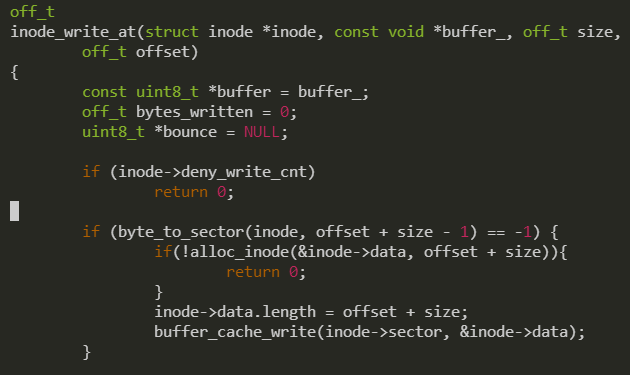 off_t
inode_write_at(struct inode *inode, const void *buffer_, off_t size,
off_t offset)
{
const uint8_t *buffer = buffer_;
off_t bytes_written = 0;
uint8_t *bounce = NULL;
if (inode->deny_write_cnt)
return 0;
if (byte_to_sector(inode, offset + size - 1) == -1) {
if(!alloc_inode(&inode->data, offset + size)){
return 0;
}
inode->data.length = offset + size;
buffer_cache_write(inode->sector, &inode->data);
}